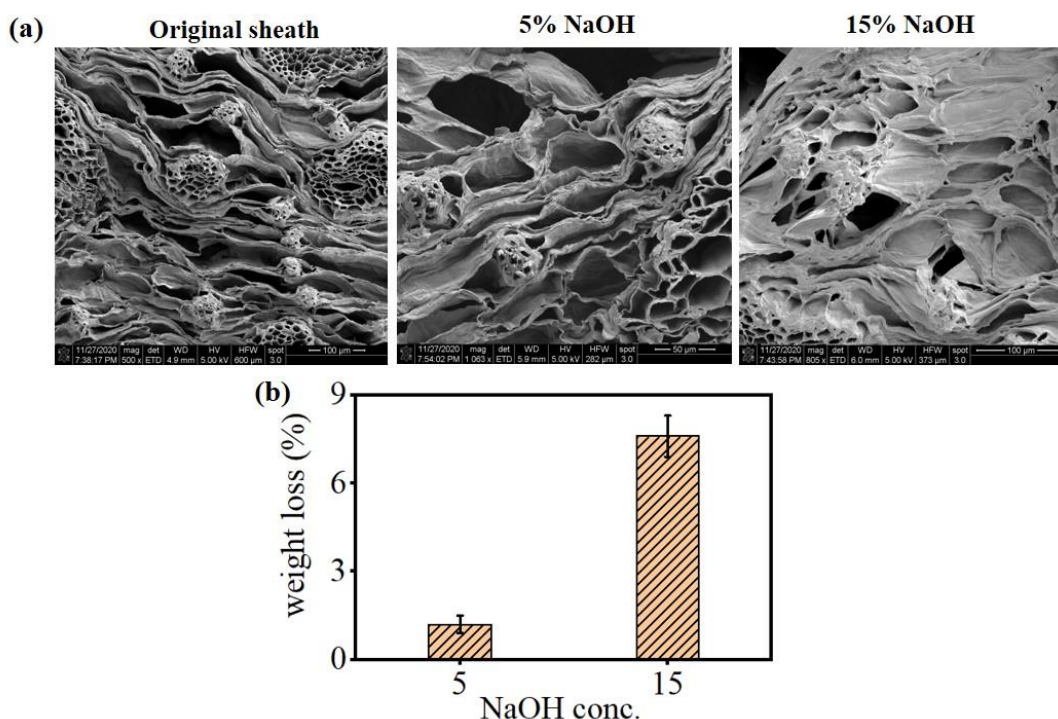 (a)
Original sheath
5% NaOH
15% NaOH
11/27/2020 mag det WD HV HFW spot
7:38:17 PM 500 x ETD 4.9 mm 5.00 kV 600 µm 3.0
100 µm
11/27/2020 mag det WD HV HFW spot
7:54:02 PM 1 063 x ETD 5.9 mm 5.00 kV 282 µm 3.0
50 µm
11/27/2020 mag det WD HV HFW spot
7:43:58 PM 805 x ETD 6.0 mm 5.00 kV 373 µm 3.0
100 µm
(b)
weight loss (%)
9
6
3
0
5
15
NaOH conc.